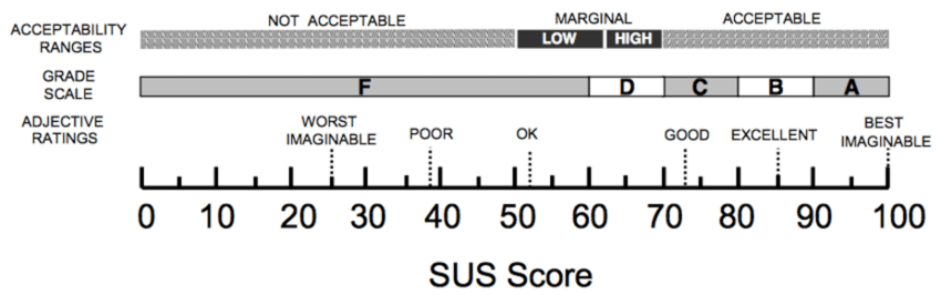 NOT ACCEPTABLE MARGINAL ACCEPTABLE
ACCEPTABILITY
RANGES
LOW HIGH
GRADE
SCALE
F D C B A
ADJECTIVE
RATINGS
WORST
IMAGINABLE
POOR
OK
GOOD
EXCELLENT
BEST
IMAGINABLE
0 10 20 30 40 50 60 70 80 90 100
SUS Score